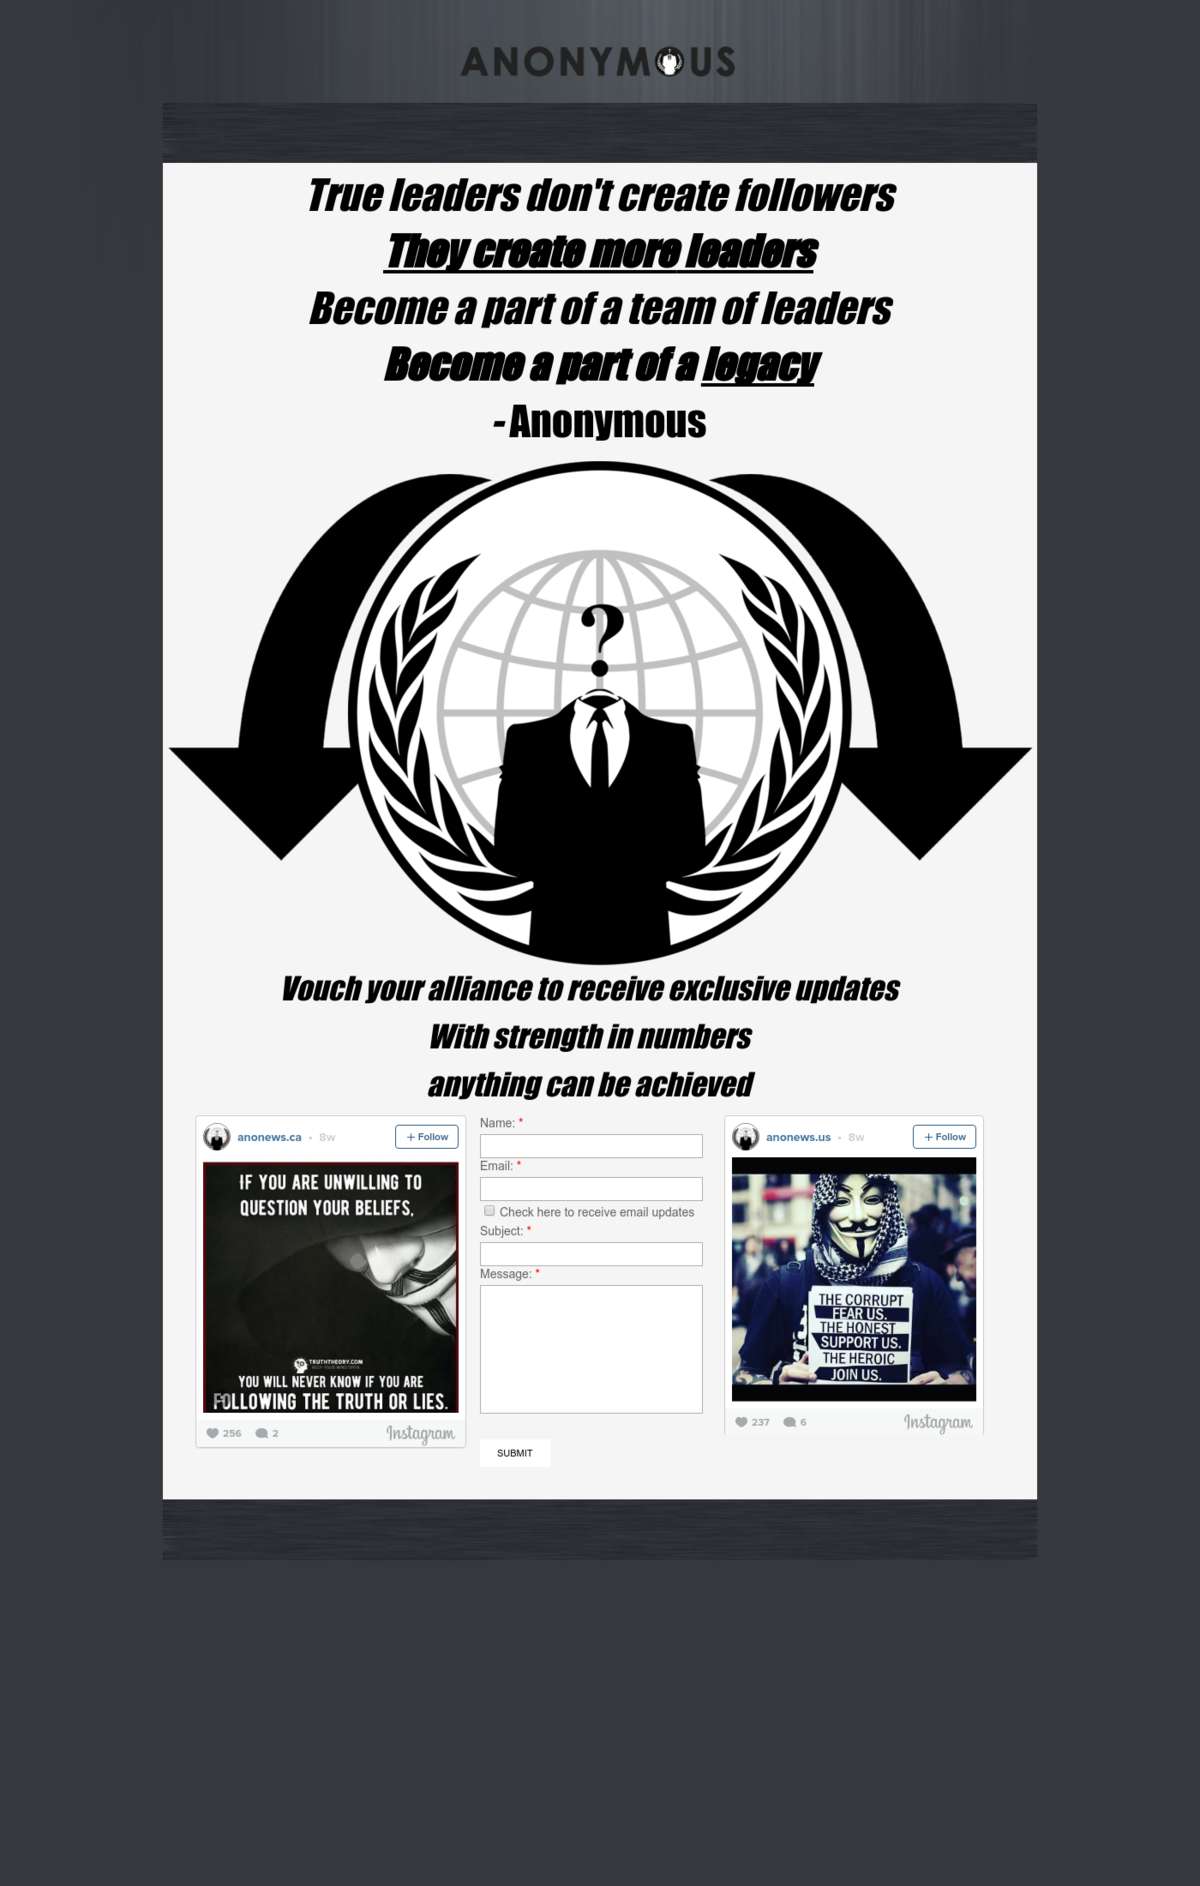 ANONYMOUS
True leaders don't create followers
They create more leaders
Become a part of a team of leaders
Become a part of a legacy
- Anonymous
?
Vouch your alliance to receive exclusive updates
With strength in numbers
anything can be achieved
anonews.ca • 8w
+ Follow
IF YOU ARE UNWILLING TO
QUESTION YOUR BELIEFS,
TRUTHTHEORY.COM
YOU WILL NEVER KNOW IF YOU ARE
FOLLOWING THE TRUTH OR LIES.
256 2
Instagram
Name: *
Email: *
Check here to receive email updates
Subject: *
Message: *
SUBMIT
anonews.us • 8w
+ Follow
THE CORRUPT
FEAR US.
THE HONEST
SUPPORT US.
THE HEROIC
JOIN US.
237 6
Instagram